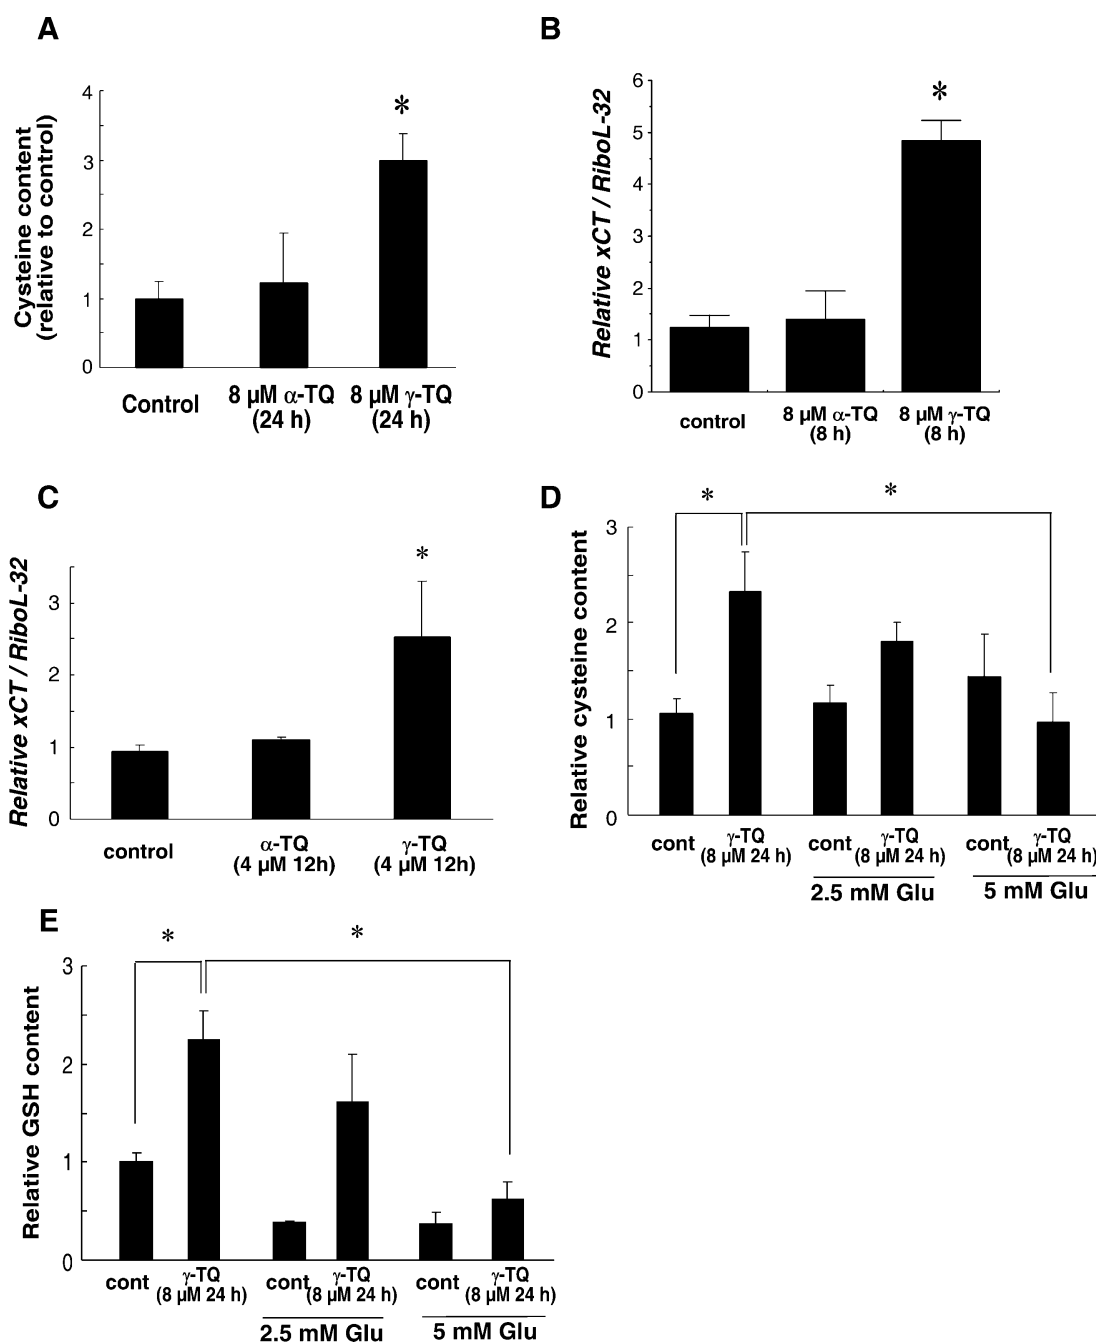 A
Cysteine content
(relative to control)
4
3
2
1
0
*
Control
8 µM α-TQ
(24 h)
8 µM γ-TQ
(24 h)
B
Relative xCT / RiboL-32
6
5
4
3
2
1
0
*
control
8 µM α-TQ
(8 h)
8 µM γ-TQ
(8 h)
C
Relative xCT / RiboL-32
3
2
1
0
*
control
α-TQ
(4 µM 12h)
γ-TQ
(4 µM 12h)
D
Relative cysteine content
3
2
1
0
*
*
cont
γ-TQ
(8 µM 24 h)
cont
γ-TQ
(8 µM 24 h)
cont
γ-TQ
(8 µM 24 h)
2.5 mM Glu
5 mM Glu
E
Relative GSH content
3
2
1
0
*
*
cont
γ-TQ
(8 µM 24 h)
cont
γ-TQ
(8 µM 24 h)
cont
γ-TQ
(8 µM 24 h)
2.5 mM Glu
5 mM Glu